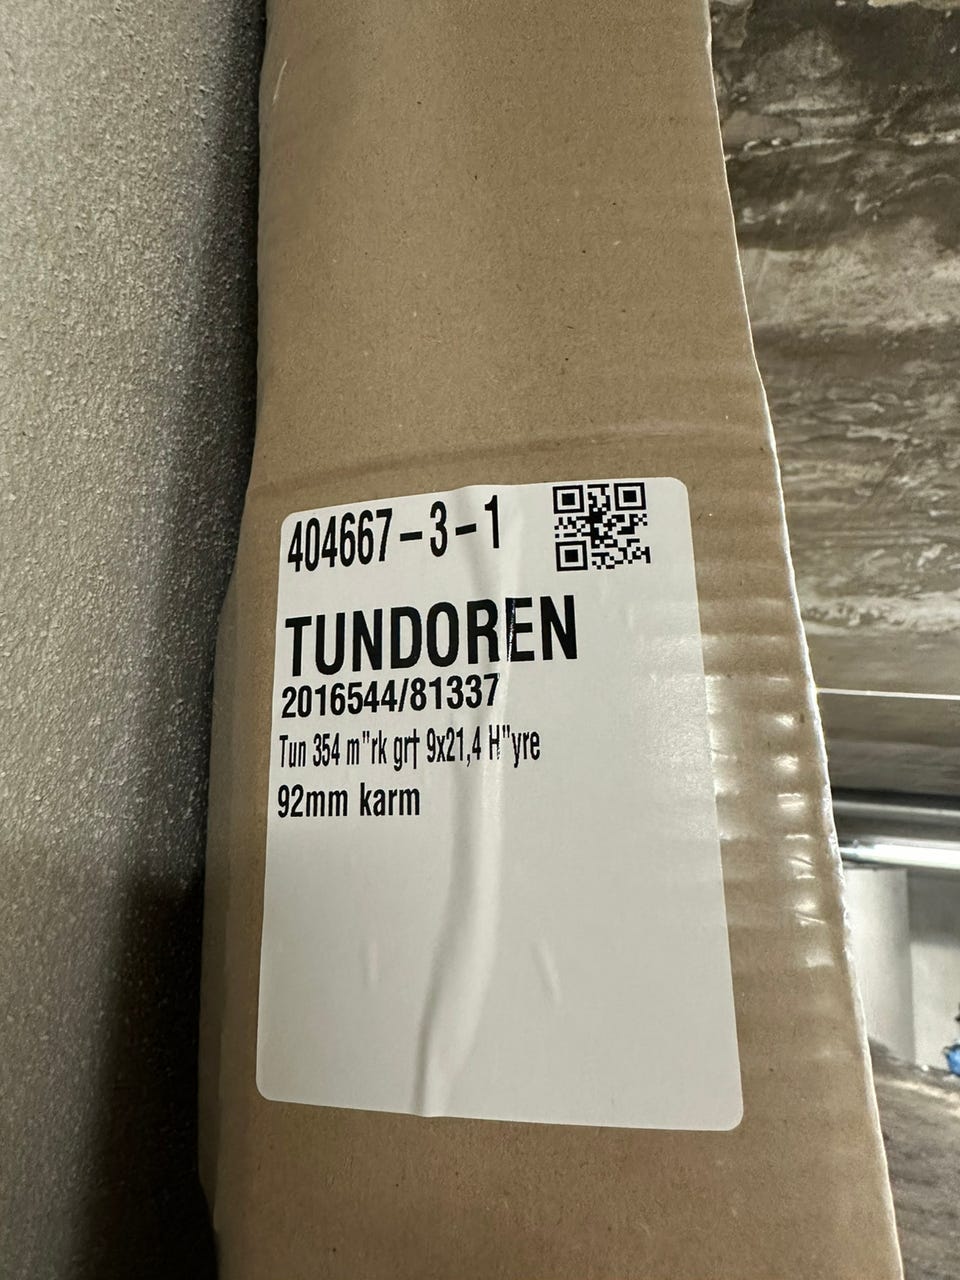 404667-3-1
TUNDOREN
2016544/81337
Tun 354 m"rk gr† 9x21,4 H"yre
92mm karm